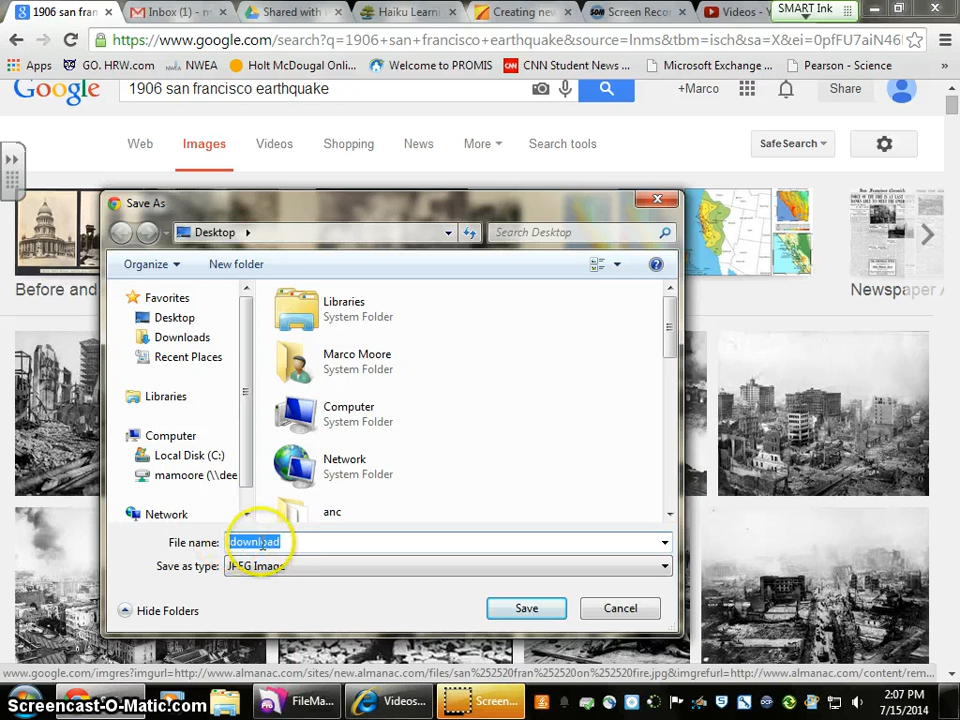 1906 san fran
Inbox (1) - m
Shared with
Haiku Learn
Creating new
Screen Reco
Videos - Y
SMART Ink
https://www.google.com/search?q=1906+san+francisco+earthquake&source=lnms&tbm=isch&sa=X&ei=0pfFU7aiN46
Apps
GO. HRW.com
NWEA
Holt McDougal Onli...
Welcome to PROMIS
CNN Student News ...
Microsoft Exchange ...
Pearson - Science
»
Google
1906 san francisco earthquake
+Marco
Share
Web
Images
Videos
Shopping
News
More
Search tools
SafeSearch
Save As
Desktop
Search Desktop
Organize
New folder
Before and
Newspaper A
Favorites
Desktop
Downloads
Recent Places
Libraries
Computer
Local Disk (C:)
mamoore (\\dee
Network
Libraries
System Folder
Marco Moore
System Folder
Computer
System Folder
Network
System Folder
anc
File name: download
Save as type: JPEG Image
Hide Folders
Save
Cancel
www.google.com/imgres?imgurl=http://www.almanac.com/sites/new.almanac.com/files/san%252520fran%252520on%252520fire.jpg&imgrefurl=http://www.almanac.com/content/rem...
FileMa...
Videos...
Screen...
2:07 PM
7/15/2014
Screencast-O-Matic.com